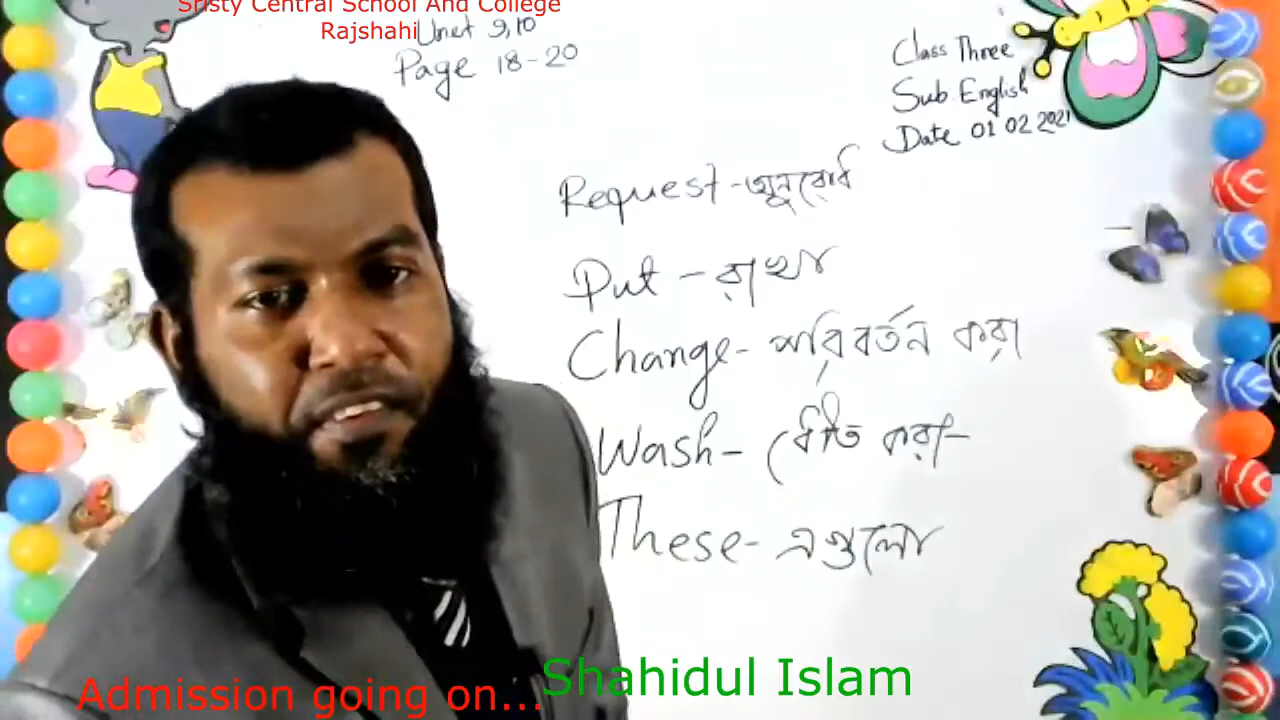 Sristy Central School And College
Rajshahi
Unet 9,10
Page 18-20
Class Three
Sub. English
Date 01 02 2021
Request - অনুরোধ
Put - রাখা
Change - পরিবর্তন করা
Wash - ধৌত করা
These - এগুলো
Admission going on...
Shahidul Islam